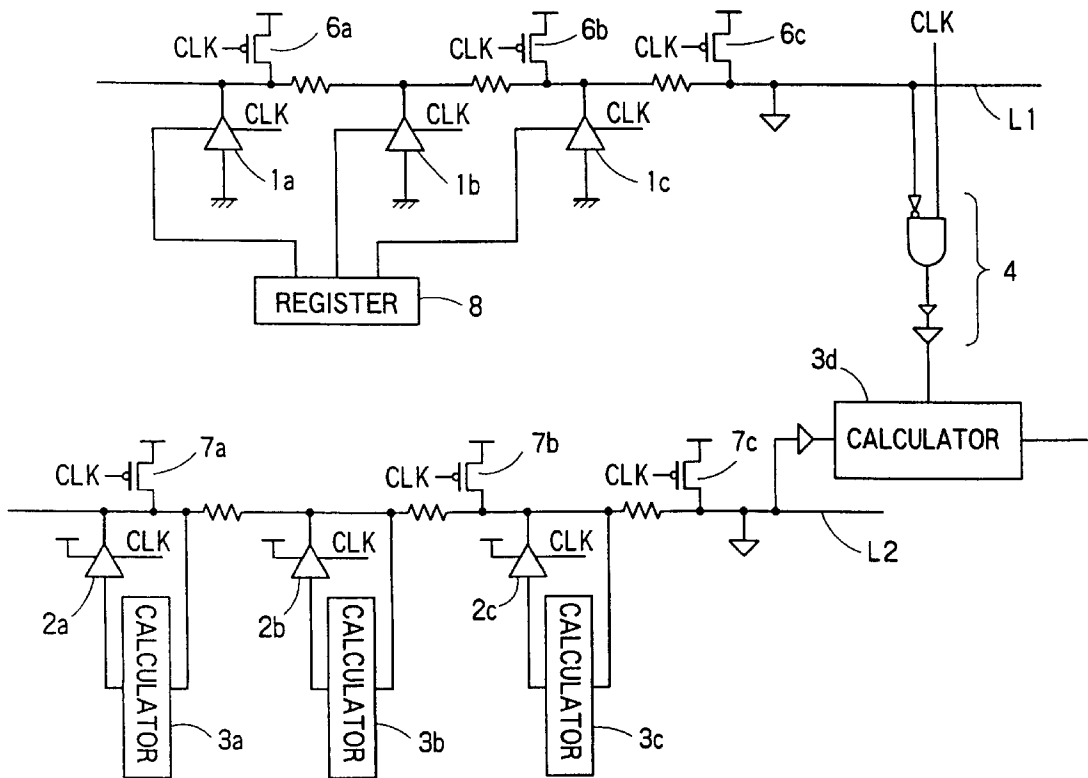 6a
6b
6c
CLK
CLK
CLK
CLK
CLK
CLK
CLK
L1
1a
1b
1c
4
REGISTER
8
3d
CALCULATOR
7a
7b
7c
CLK
CLK
CLK
CLK
CLK
CLK
L2
2a
2b
2c
CALCULATOR
CALCULATOR
CALCULATOR
3a
3b
3c